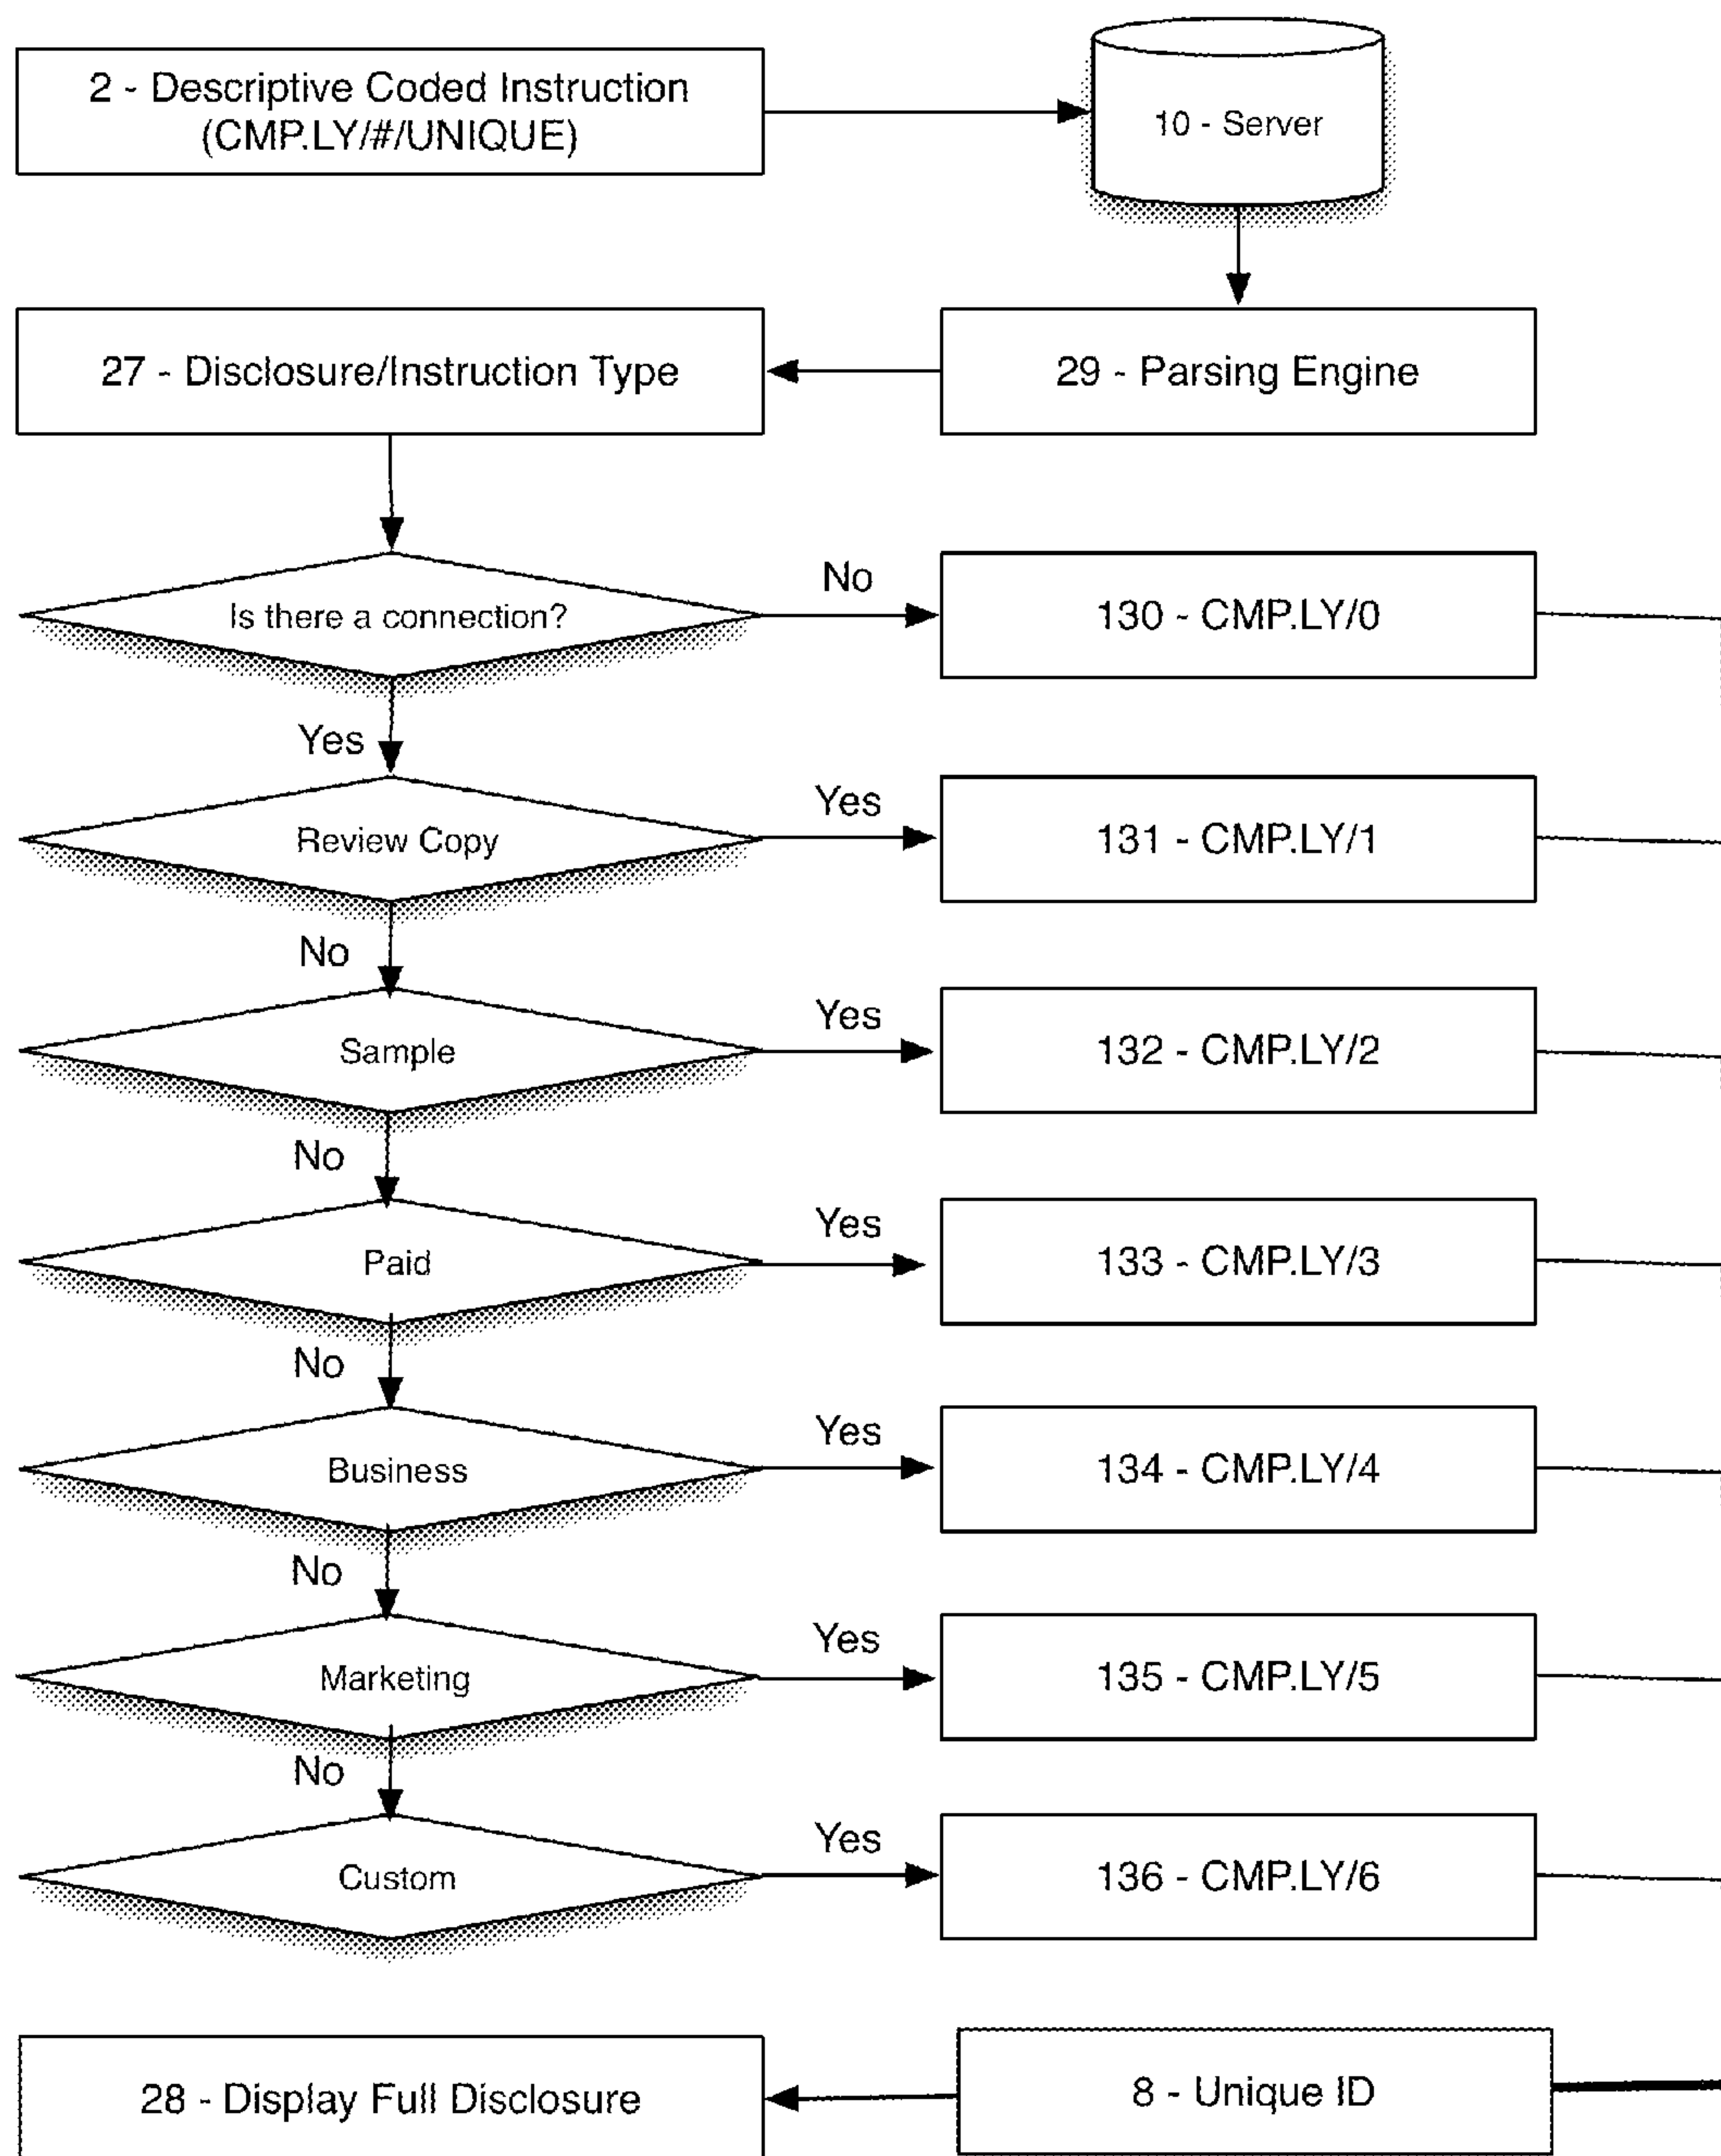 2 - Descriptive Coded Instruction
(CMP.LY/#/UNIQUE)
10 - Server
27 - Disclosure/Instruction Type
29 - Parsing Engine
Is there a connection?
No
130 - CMP.LY/0
Yes
Review Copy
Yes
131 - CMP.LY/1
No
Sample
Yes
132 - CMP.LY/2
No
Paid
Yes
133 - CMP.LY/3
No
Business
Yes
134 - CMP.LY/4
No
Marketing
Yes
135 - CMP.LY/5
No
Custom
Yes
136 - CMP.LY/6
28 - Display Full Disclosure
8 - Unique ID